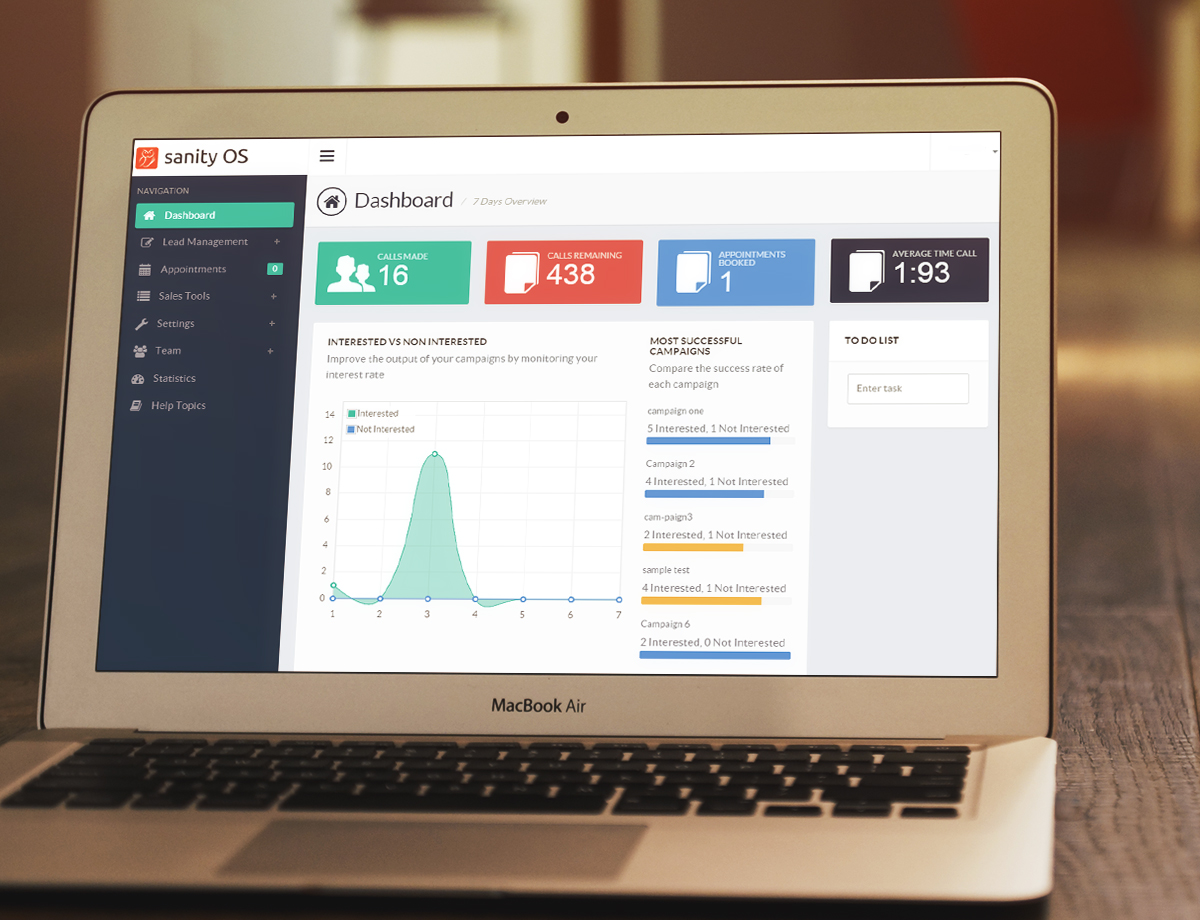 sanity OS
NAVIGATION
Dashboard
Lead Management +
Appointments 0
Sales Tools +
Settings +
Team +
Statistics
Help Topics
Dashboard / 7 Days Overview
CALLS MADE
16
CALLS REMAINING
438
APPOINTMENTS
BOOKED
1
AVERAGE TIME CALL
1:93
INTERESTED VS NON INTERESTED
Improve the output of your campaigns by monitoring your
interest rate
Interested
Not Interested
14
12
10
8
6
4
2
0
1 2 3 4 5 6 7
MOST SUCCESSFUL
CAMPAIGNS
Compare the success rate of
each campaign
campaign one
5 Interested, 1 Not Interested
Campaign 2
4 Interested, 1 Not Interested
cam-paign3
2 Interested, 1 Not Interested
sample test
4 Interested, 1 Not Interested
Campaign 6
2 Interested, 0 Not Interested
TO DO LIST
Enter task
MacBook Air